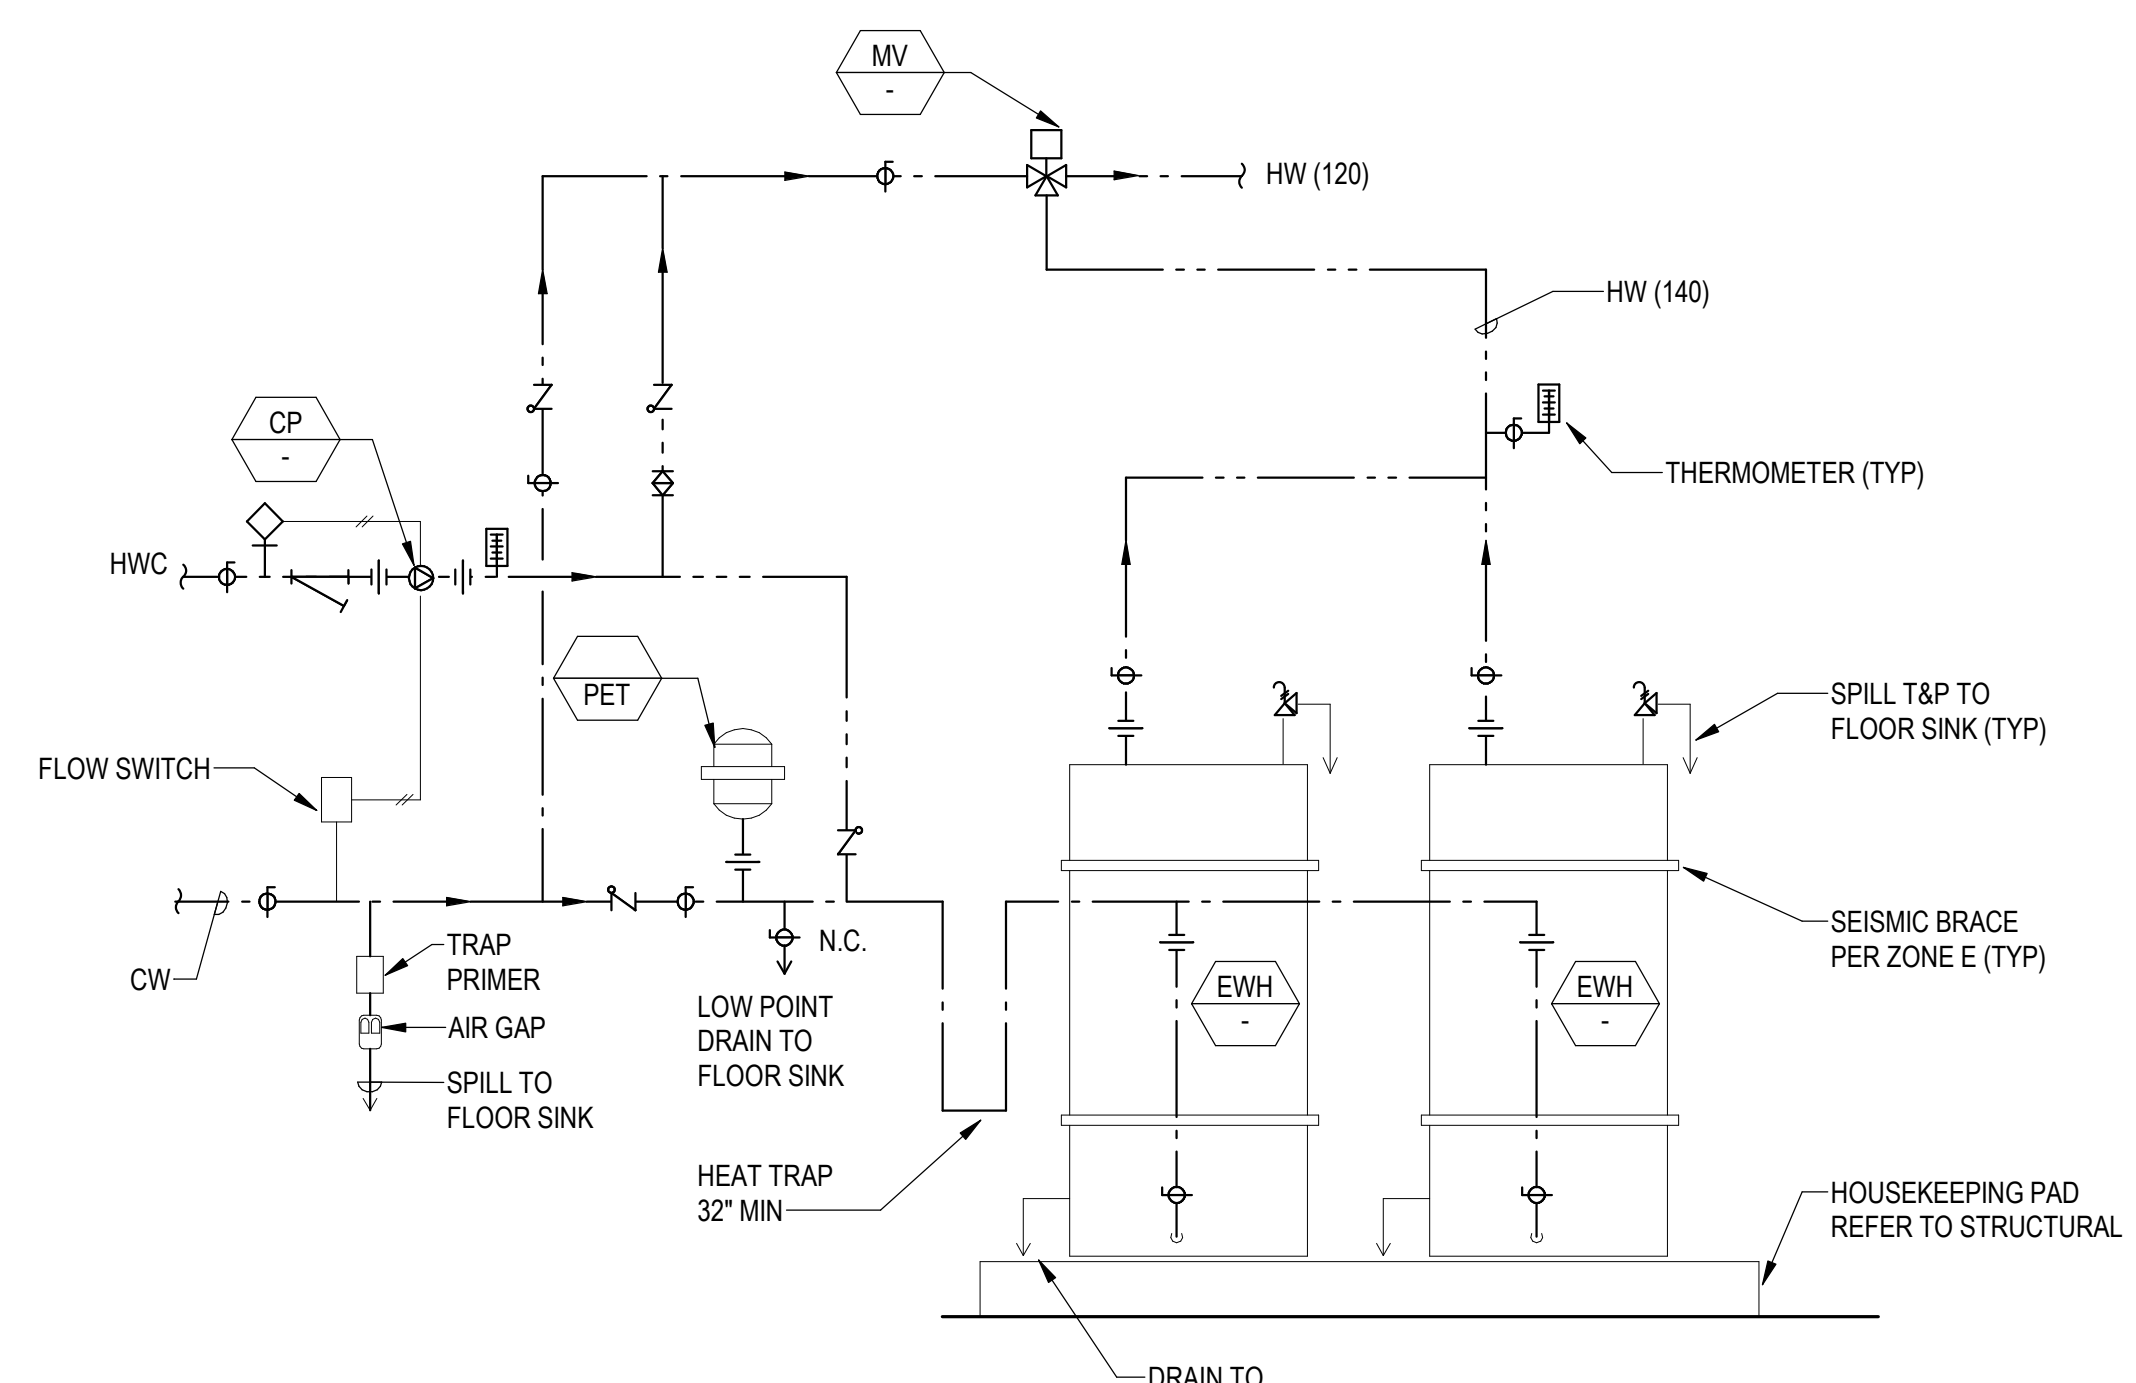 MV
-
HW (120)
HW (140)
CP
-
THERMOMETER (TYP)
HWC
PET
SPILL T&P TO
FLOOR SINK (TYP)
FLOW SWITCH
SEISMIC BRACE
PER ZONE E (TYP)
N.C.
TRAP
PRIMER
CW
EWH
-
EWH
-
LOW POINT
DRAIN TO
FLOOR SINK
AIR GAP
SPILL TO
FLOOR SINK
HEAT TRAP
32" MIN
HOUSEKEEPING PAD
REFER TO STRUCTURAL
DRAIN TO